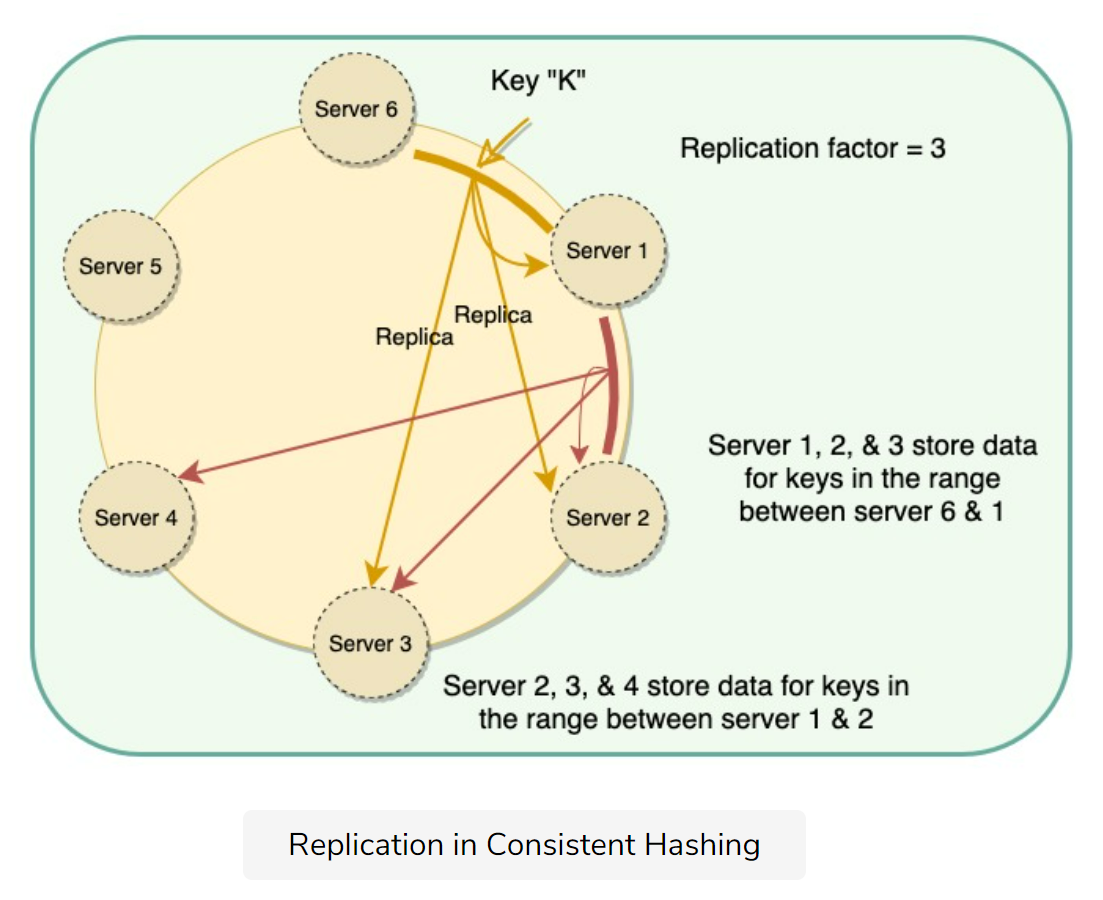 Key "K"
Server 6
Replication factor = 3
Server 1
Server 5
Replica
Replica
Server 1, 2, & 3 store data
for keys in the range
between server 6 & 1
Server 4
Server 2
Server 3
Server 2, 3, & 4 store data for keys in
the range between server 1 & 2
Replication in Consistent Hashing